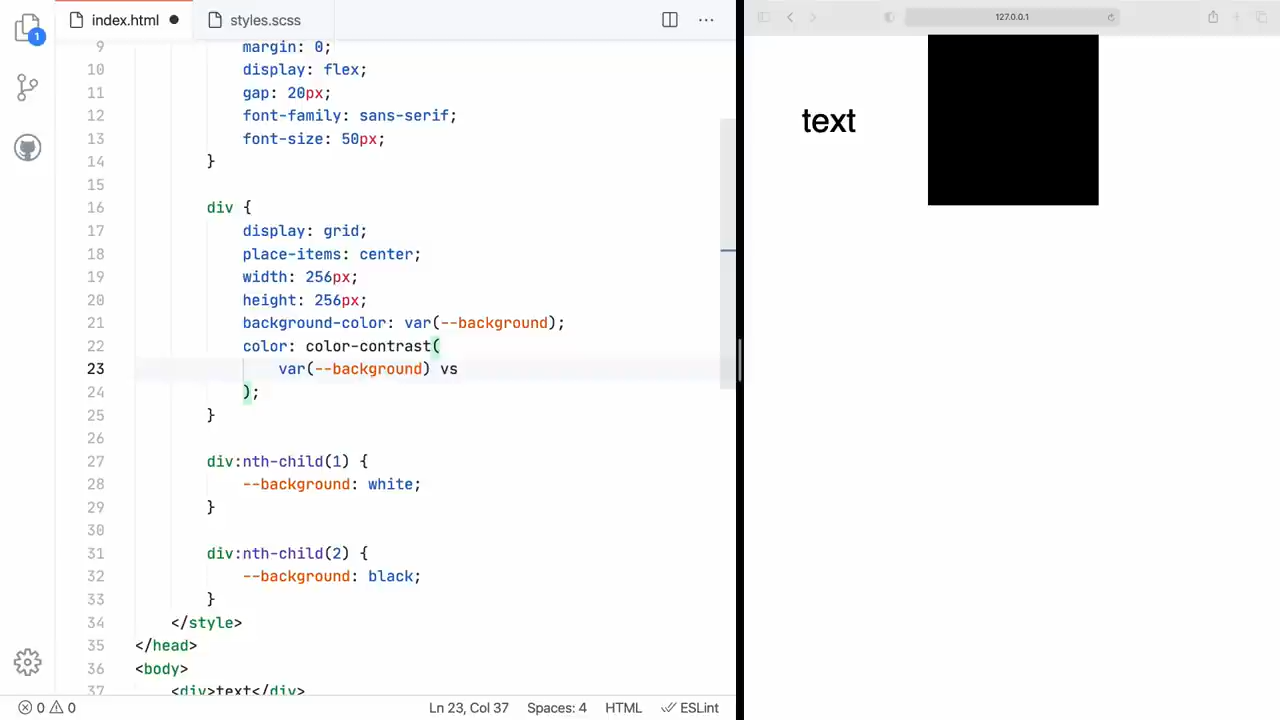 index.html
styles.scss
127.0.0.1
1
9 margin: 0;
10 display: flex;
11 gap: 20px;
12 font-family: sans-serif;
13 font-size: 50px;
14 }
15
16 div {
17 display: grid;
18 place-items: center;
19 width: 256px;
20 height: 256px;
21 background-color: var(--background);
22 color: color-contrast(
23 var(--background) vs
24 );
25 }
26
27 div:nth-child(1) {
28 --background: white;
29 }
30
31 div:nth-child(2) {
32 --background: black;
33 }
34 </style>
35 </head>
36 <body>
37 <div>text</div>
text
0 0 Ln 23, Col 37 Spaces: 4 HTML ESLint